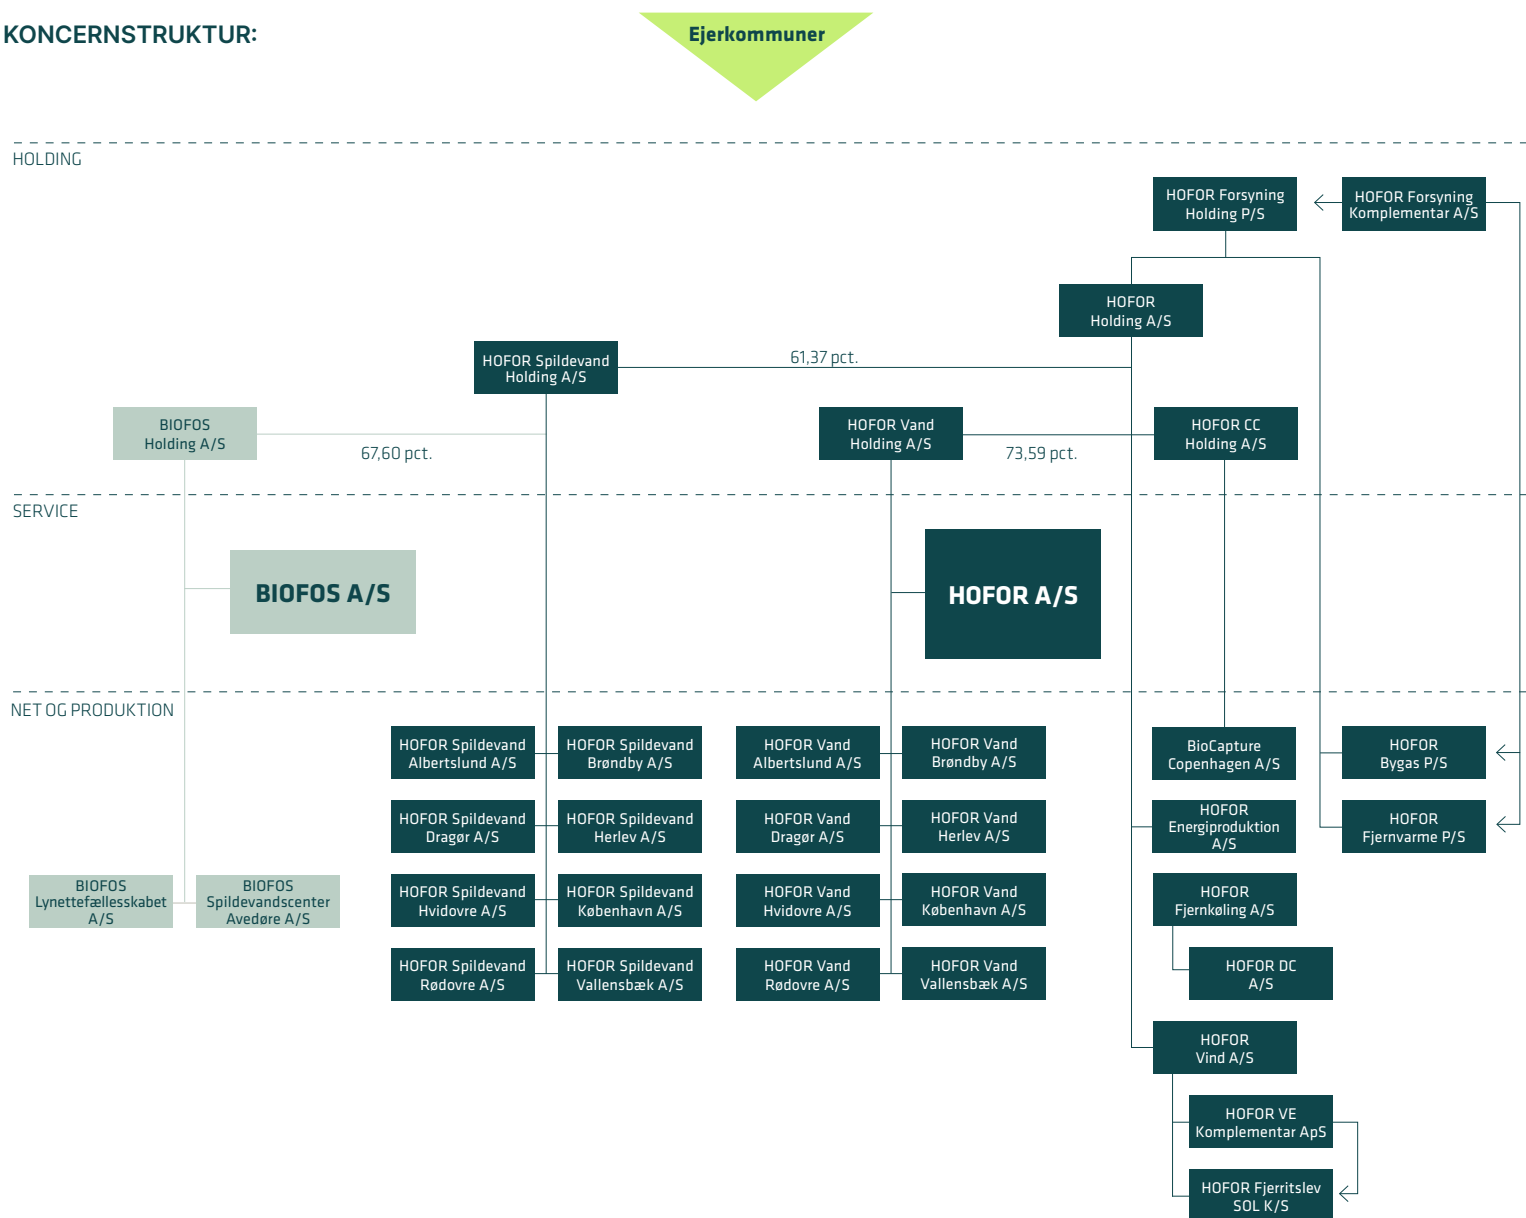 KONCERNSTRUKTUR:
Ejerkommuner
HOLDING
HOFOR Forsyning
Holding P/S
HOFOR Forsyning
Komplementar A/S
HOFOR
Holding A/S
HOFOR Spildevand
Holding A/S
61,37 pct.
BIOFOS
Holding A/S
67,60 pct.
HOFOR Vand
Holding A/S
73,59 pct.
HOFOR CC
Holding A/S
SERVICE
BIOFOS A/S
HOFOR A/S
NET OG PRODUKTION
HOFOR Spildevand
Albertslund A/S
HOFOR Spildevand
Brøndby A/S
HOFOR Vand
Albertslund A/S
HOFOR Vand
Brøndby A/S
BioCapture
Copenhagen A/S
HOFOR
Bygas P/S
HOFOR Spildevand
Dragør A/S
HOFOR Spildevand
Herlev A/S
HOFOR Vand
Dragør A/S
HOFOR Vand
Herlev A/S
HOFOR
Energiproduktion
A/S
HOFOR
Fjernvarme P/S
BIOFOS
Lynettefællesskabet
A/S
BIOFOS
Spildevandscenter
Avedøre A/S
HOFOR Spildevand
Hvidovre A/S
HOFOR Spildevand
København A/S
HOFOR Vand
Hvidovre A/S
HOFOR Vand
København A/S
HOFOR
Fjernkøling A/S
HOFOR Spildevand
Rødovre A/S
HOFOR Spildevand
Vallensbæk A/S
HOFOR Vand
Rødovre A/S
HOFOR Vand
Vallensbæk A/S
HOFOR DC
A/S
HOFOR
Vind A/S
HOFOR VE
Komplementar ApS
HOFOR Fjerritslev
SOL K/S